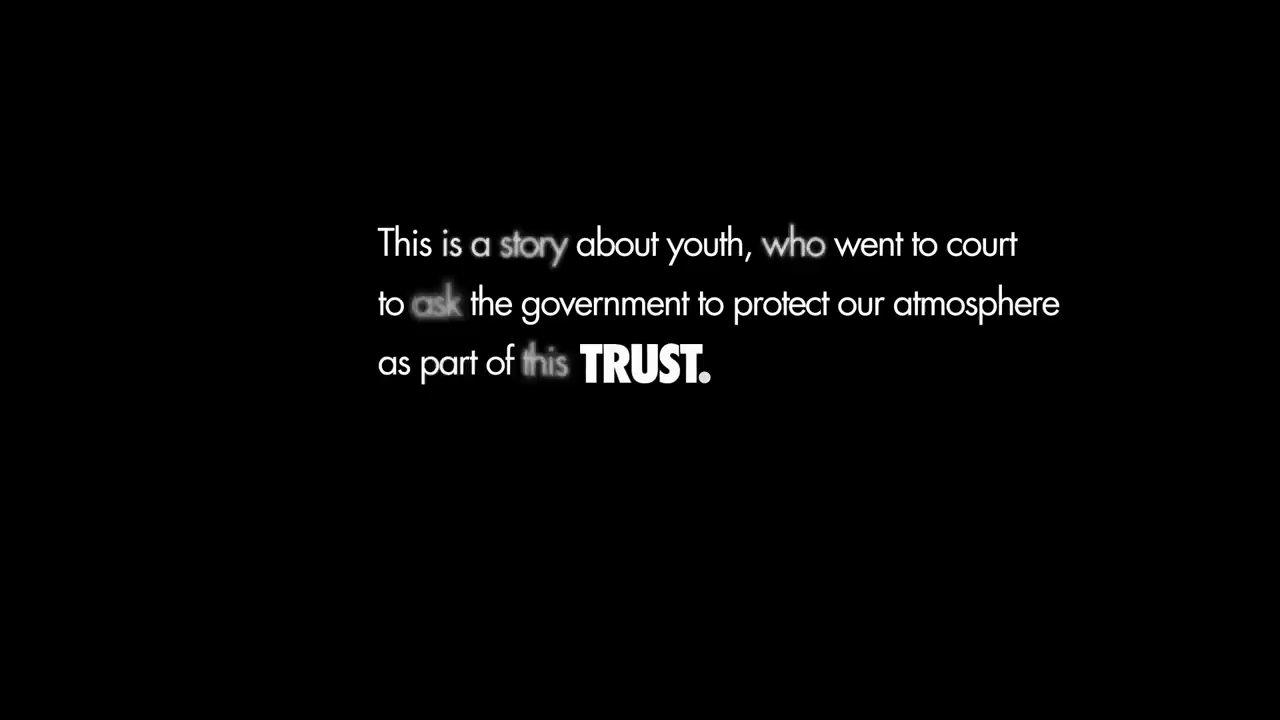 This is a story about youth, who went to court
to ask the government to protect our atmosphere
as part of this TRUST.